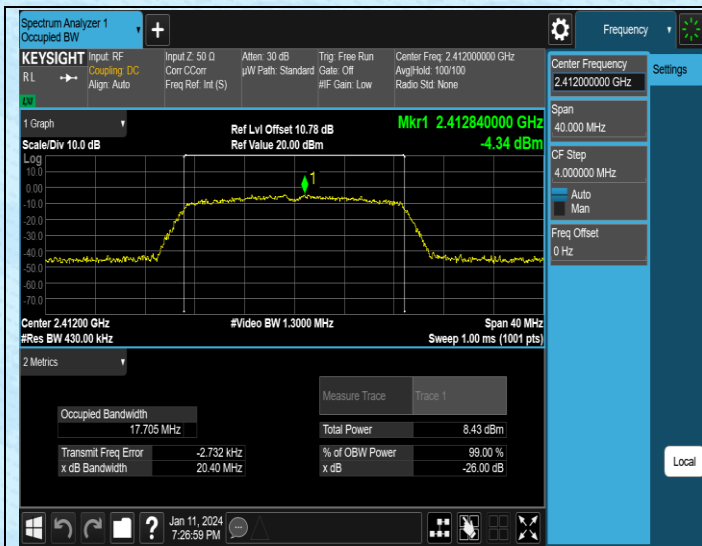 Spectrum Analyzer 1
Occupied BW
+
Frequency
KEYSIGHT
R L
LXI
Input: RF
Coupling: DC
Align: Auto
Input Z: 50 Ω
Corr CCorr
Freq Ref: Int (S)
Atten: 30 dB
µW Path: Standard
Trig: Free Run
Gate: Off
#IF Gain: Low
Center Freq: 2.412000000 GHz
Avg|Hold: 100/100
Radio Std: None
Center Frequency
2.412000000 GHz
Settings
Span
40.000 MHz
CF Step
4.000000 MHz
Auto
Man
Freq Offset
0 Hz
1 Graph
Scale/Div 10.0 dB
Ref Lvl Offset 10.78 dB
Ref Value 20.00 dBm
Mkr1 2.412840000 GHz
-4.34 dBm
Log
10.0
0.00
-10.0
-20.0
-30.0
-40.0
-50.0
-60.0
-70.0
1
Center 2.41200 GHz
#Res BW 430.00 kHz
#Video BW 1.3000 MHz
Span 40 MHz
Sweep 1.00 ms (1001 pts)
2 Metrics
Measure Trace
Trace 1
Occupied Bandwidth
17.705 MHz
Total Power
8.43 dBm
Transmit Freq Error
-2.732 kHz
% of OBW Power
99.00 %
x dB Bandwidth
20.40 MHz
x dB
-26.00 dB
Local
?
Jan 11, 2024
7:26:59 PM